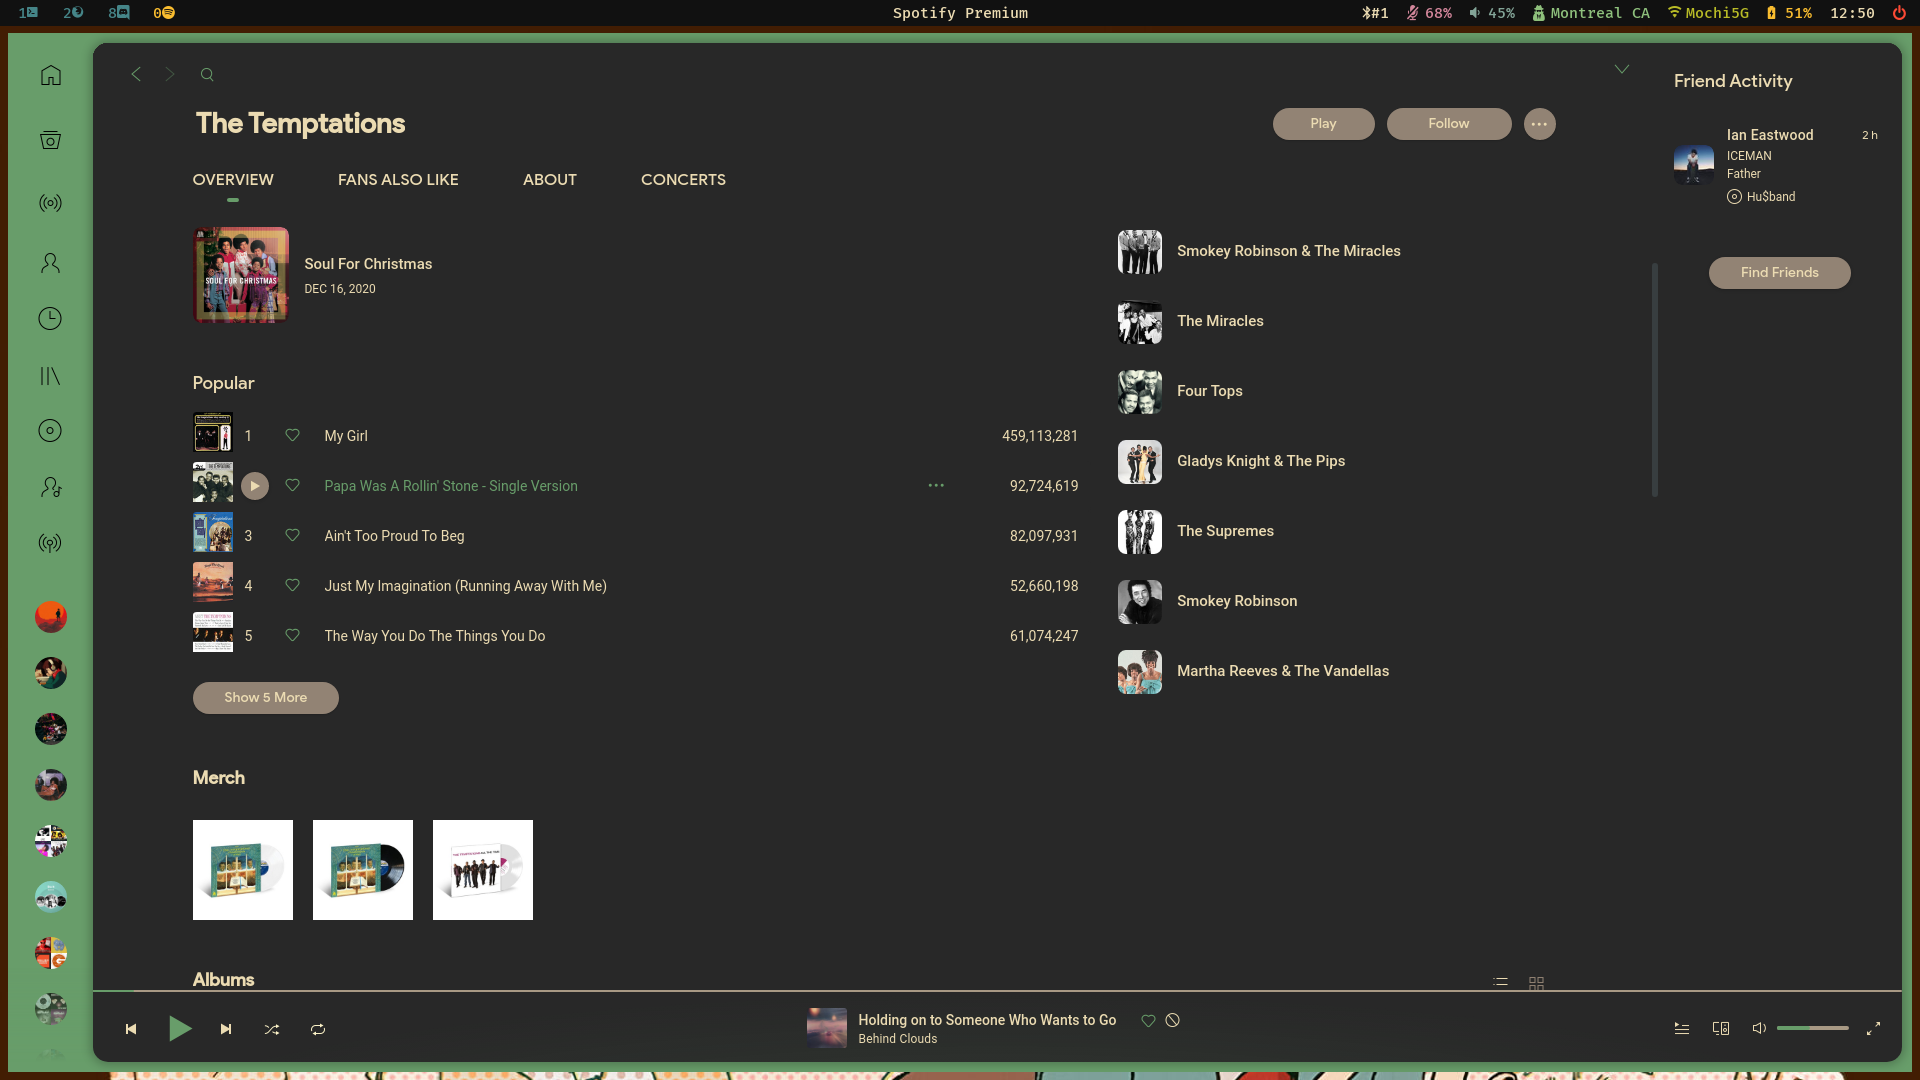 1 2 8 0 Spotify Premium #1 68% 45% Montreal CA Mochi5G 51% 12:50
The Temptations
Play Follow
OVERVIEW FANS ALSO LIKE ABOUT CONCERTS
SOUL FOR CHRISTMAS
Soul For Christmas
DEC 16, 2020
Popular
1 My Girl 459,113,281
Papa Was A Rollin' Stone - Single Version 92,724,619
3 Ain't Too Proud To Beg 82,097,931
4 Just My Imagination (Running Away With Me) 52,660,198
5 The Way You Do The Things You Do 61,074,247
Show 5 More
Smokey Robinson & The Miracles
The Miracles
Four Tops
Gladys Knight & The Pips
The Supremes
Smokey Robinson
Martha Reeves & The Vandellas
Merch
Albums
Friend Activity
Ian Eastwood 2 h
ICEMAN
Father
Hu$band
Find Friends
Holding on to Someone Who Wants to Go
Behind Clouds